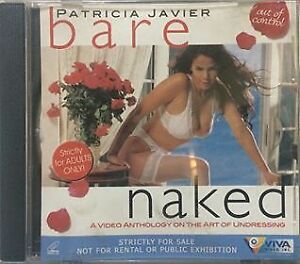 PATRICIA JAVIER
out of control!
bare
Strictly for ADULTS ONLY!
naked
A VIDEO ANTHOLOGY ON THE ART OF UNDRESSING
STRICTLY FOR SALE
NOT FOR RENTAL OR PUBLIC EXHIBITION
VIVA